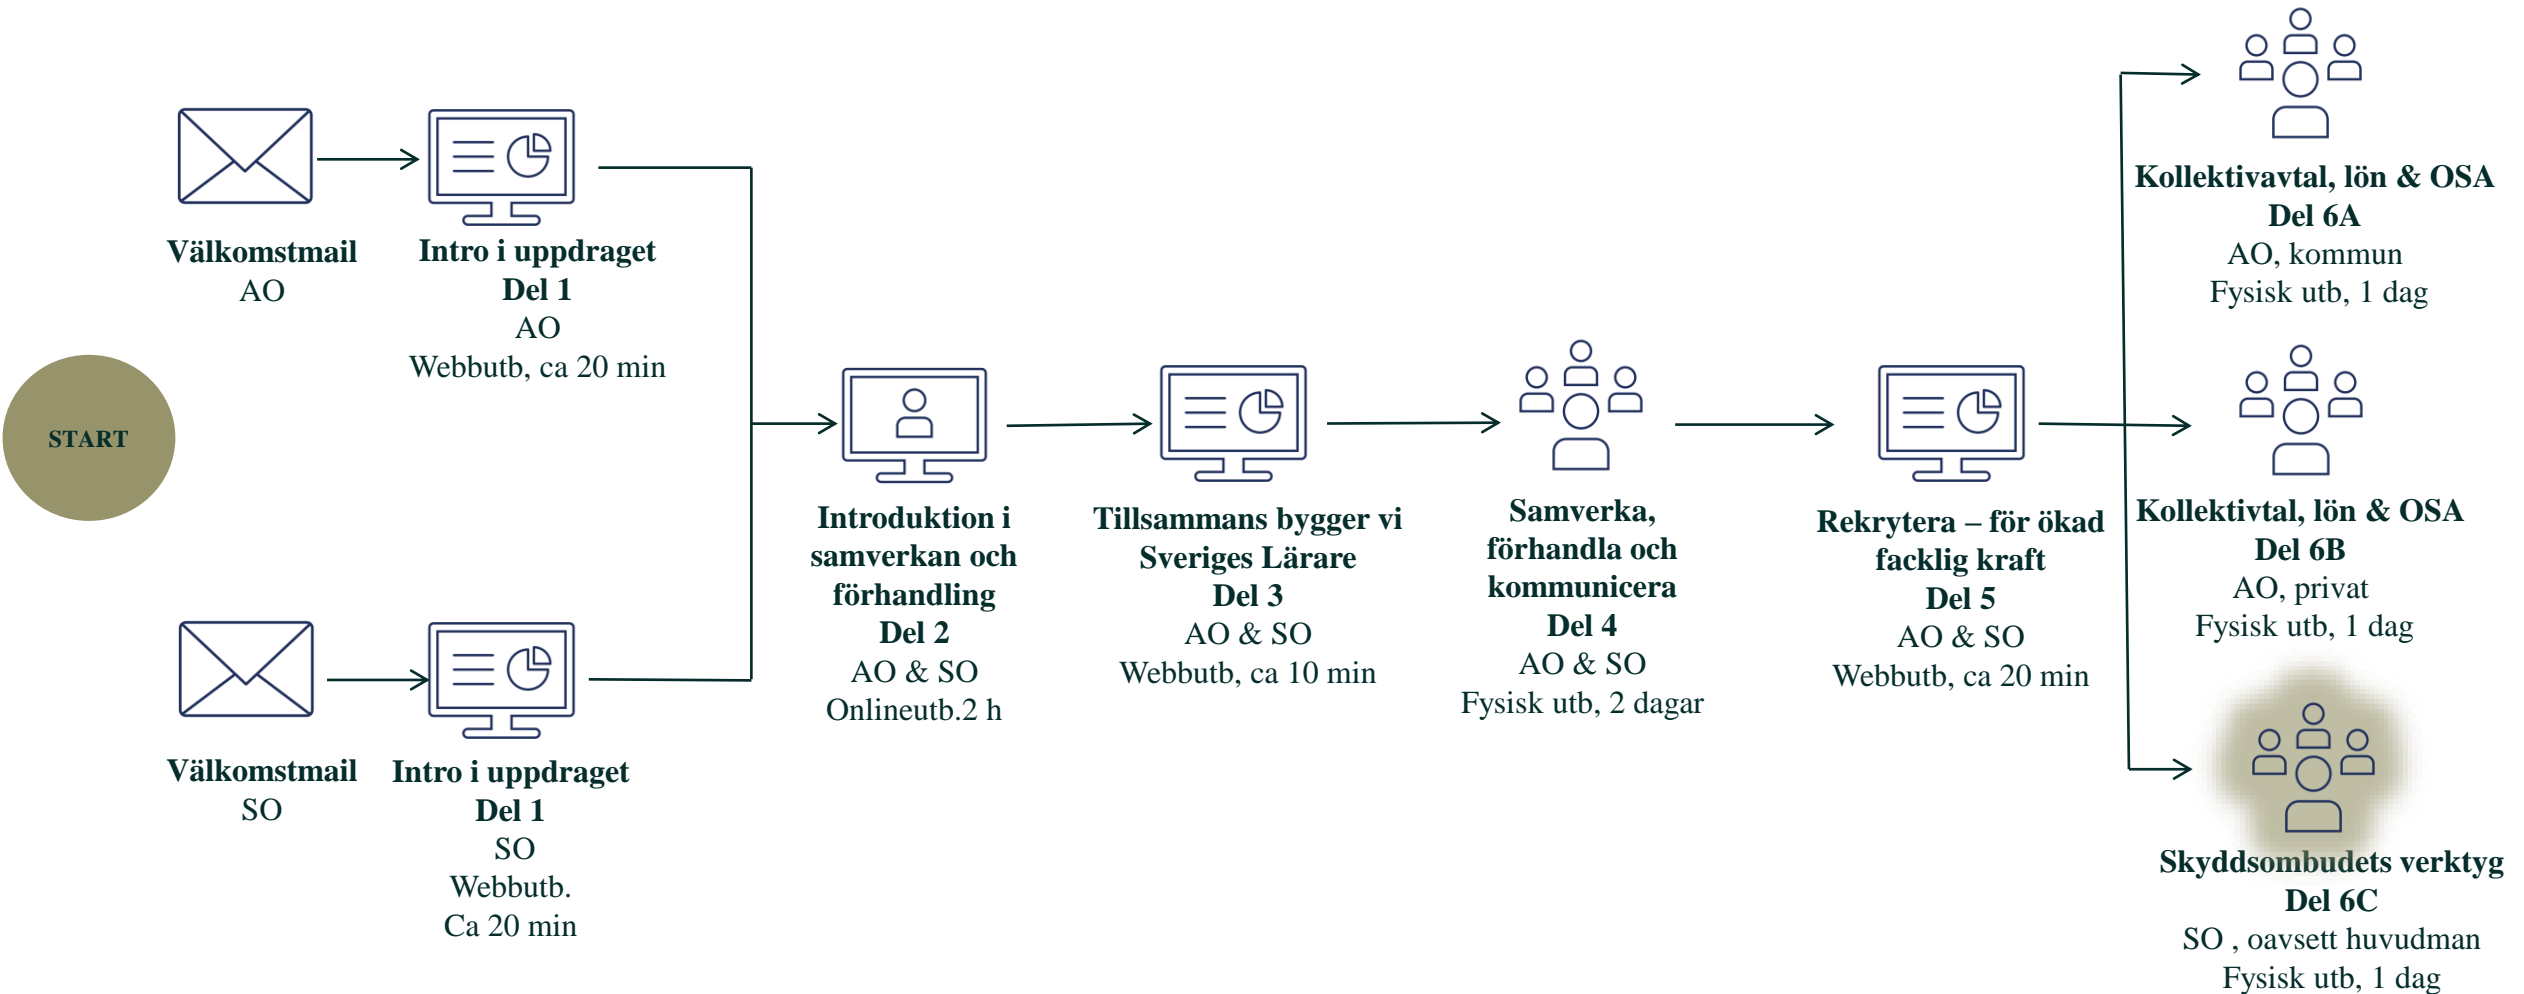 START
Välkomstmail
AO
Intro i uppdraget
Del 1
AO
Webbutb, ca 20 min
Välkomstmail
SO
Intro i uppdraget
Del 1
SO
Webbutb.
Ca 20 min
Introduktion i
samverkan och
förhandling
Del 2
AO & SO
Onlineutb.2 h
Tillsammans bygger vi
Sveriges Lärare
Del 3
AO & SO
Webbutb, ca 10 min
Samverka,
förhandla och
kommunicera
Del 4
AO & SO
Fysisk utb, 2 dagar
Rekrytera – för ökad
facklig kraft
Del 5
AO & SO
Webbutb, ca 20 min
Kollektivavtal, lön & OSA
Del 6A
AO, kommun
Fysisk utb, 1 dag
Kollektivtal, lön & OSA
Del 6B
AO, privat
Fysisk utb, 1 dag
Skyddsombudets verktyg
Del 6C
SO , oavsett huvudman
Fysisk utb, 1 dag